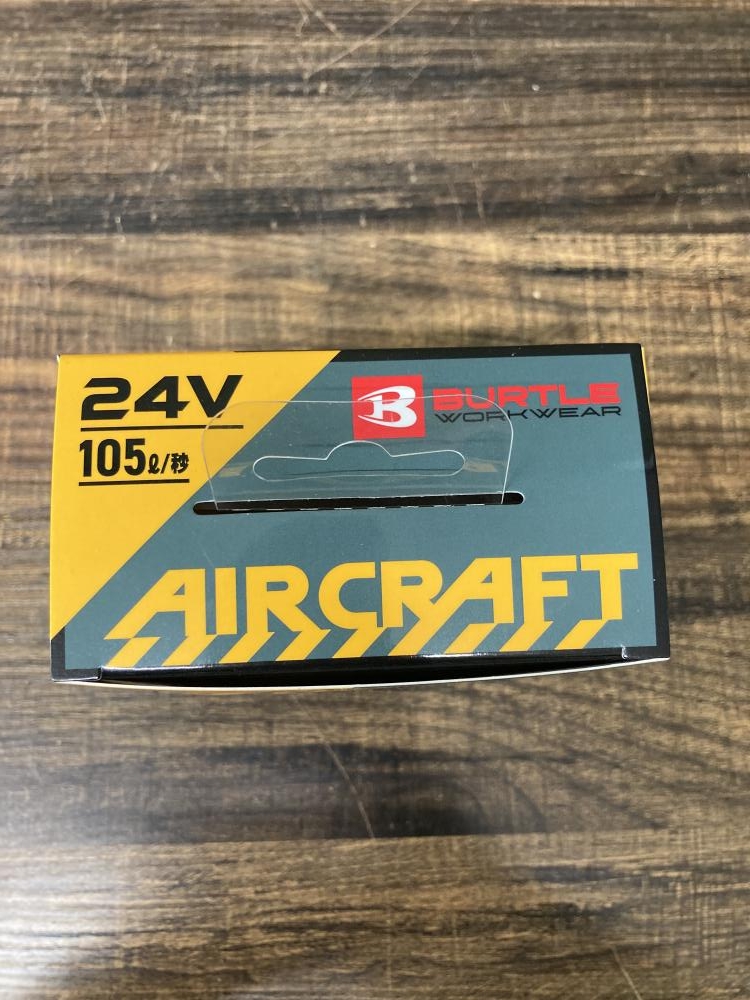 24V
105ℓ/秒
B BURTLE
WORKWEAR
AIRCRAFT